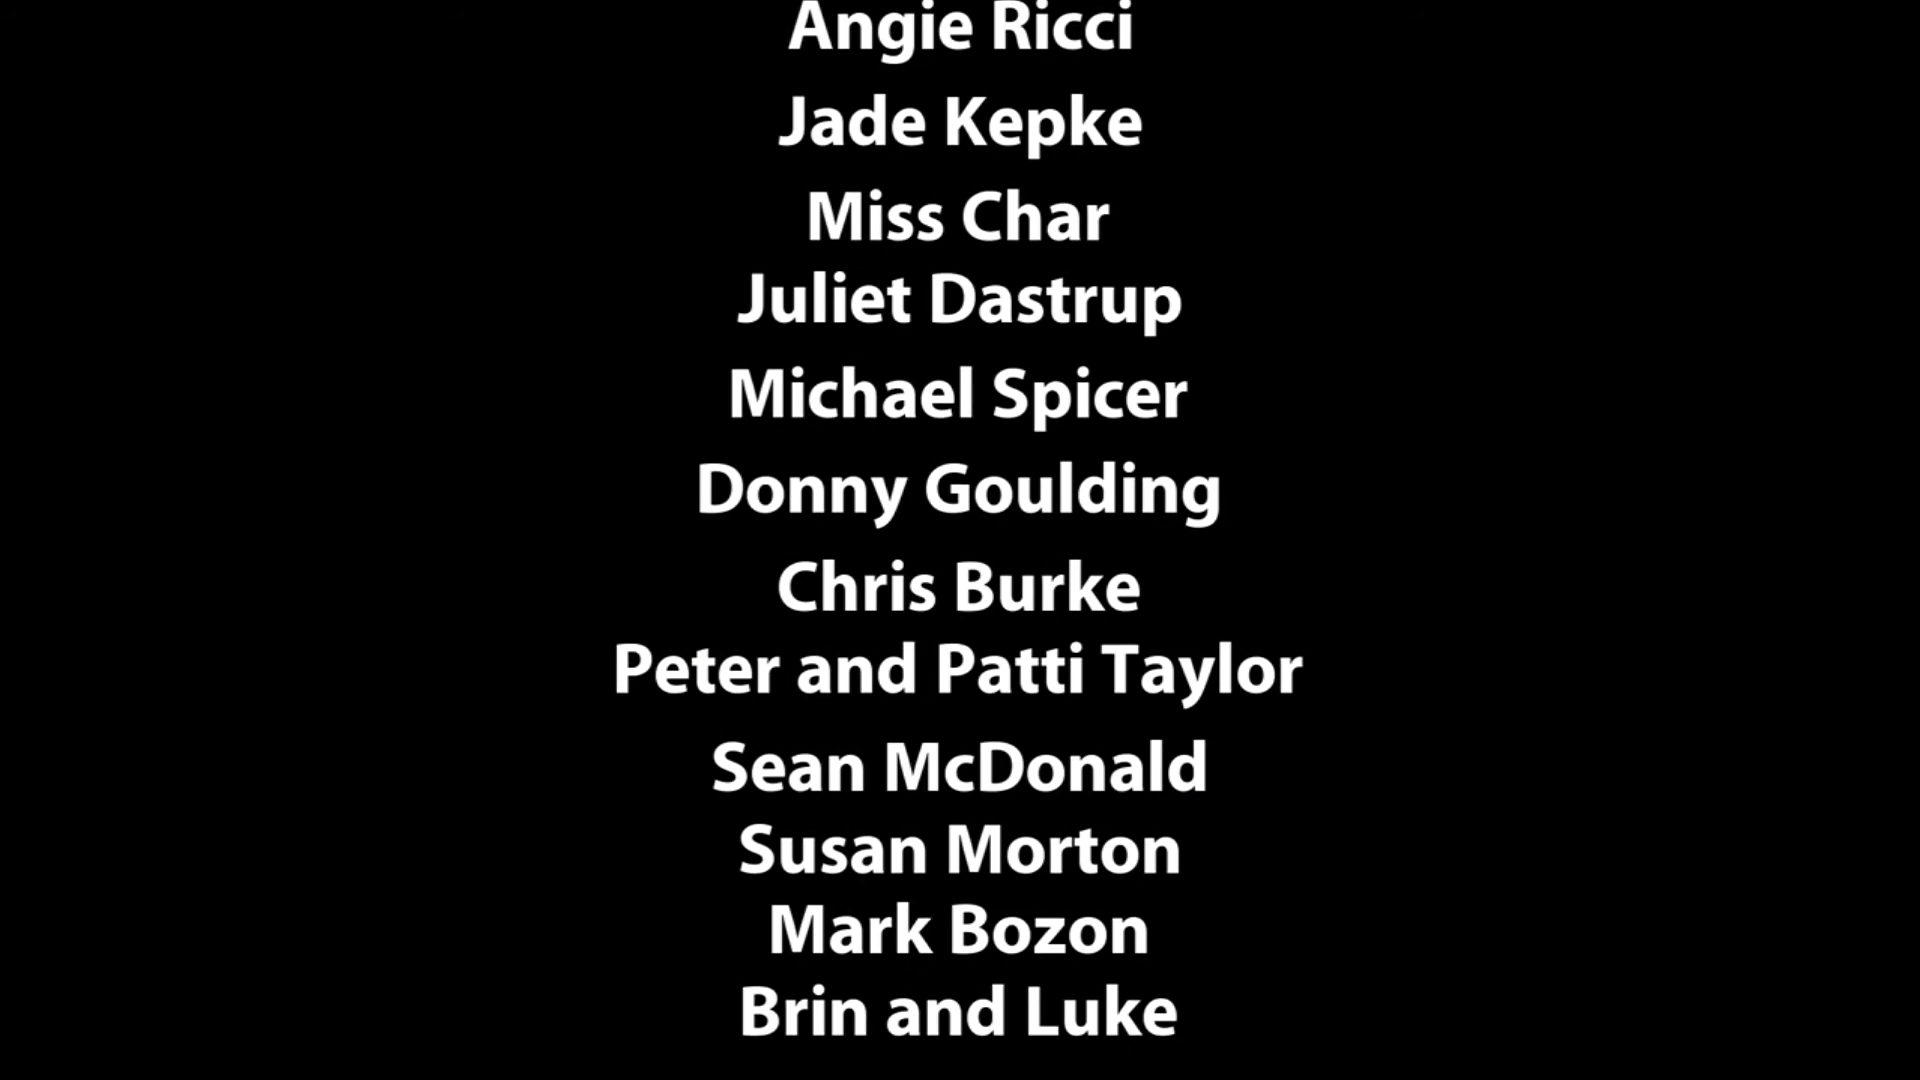 Angie Ricci
Jade Kepke
Miss Char
Juliet Dastrup
Michael Spicer
Donny Goulding
Chris Burke
Peter and Patti Taylor
Sean McDonald
Susan Morton
Mark Bozon
Brin and Luke